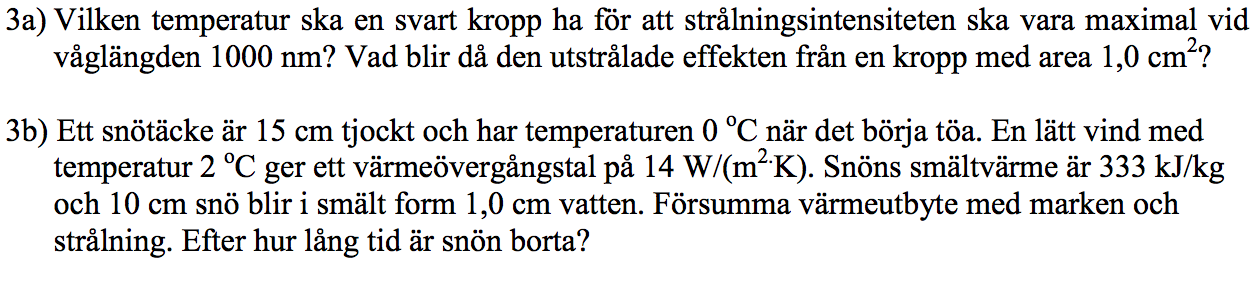 3a) Vilken temperatur ska en svart kropp ha för att strålningsintensiteten ska vara maximal vid
våglängden 1000 nm? Vad blir då den utstrålade effekten från en kropp med area 1,0 cm²?
3b) Ett snötäcke är 15 cm tjockt och har temperaturen 0 °C när det börja töa. En lätt vind med
temperatur 2 °C ger ett värmeövergångstal på 14 W/(m²·K). Snöns smältvärme är 333 kJ/kg
och 10 cm snö blir i smält form 1,0 cm vatten. Försumma värmeutbyte med marken och
strålning. Efter hur lång tid är snön borta?